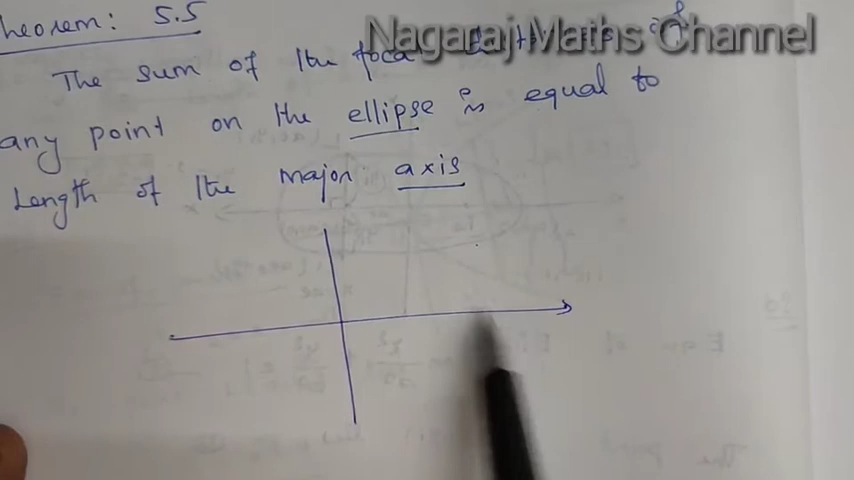 heorem: 5.5
Nagaraj Maths Channel
The sum of the foca of
any point on the ellipse is equal to
Length of the major axis